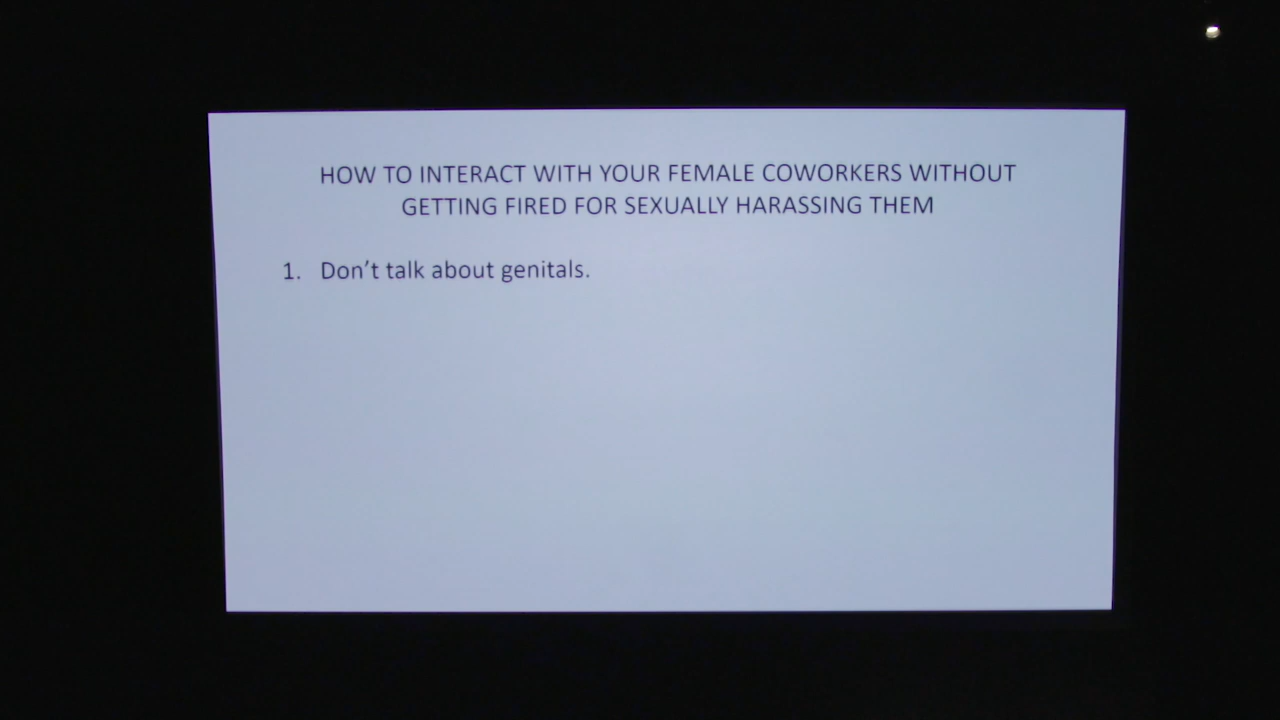 HOW TO INTERACT WITH YOUR FEMALE COWORKERS WITHOUT
GETTING FIRED FOR SEXUALLY HARASSING THEM
1. Don't talk about genitals.